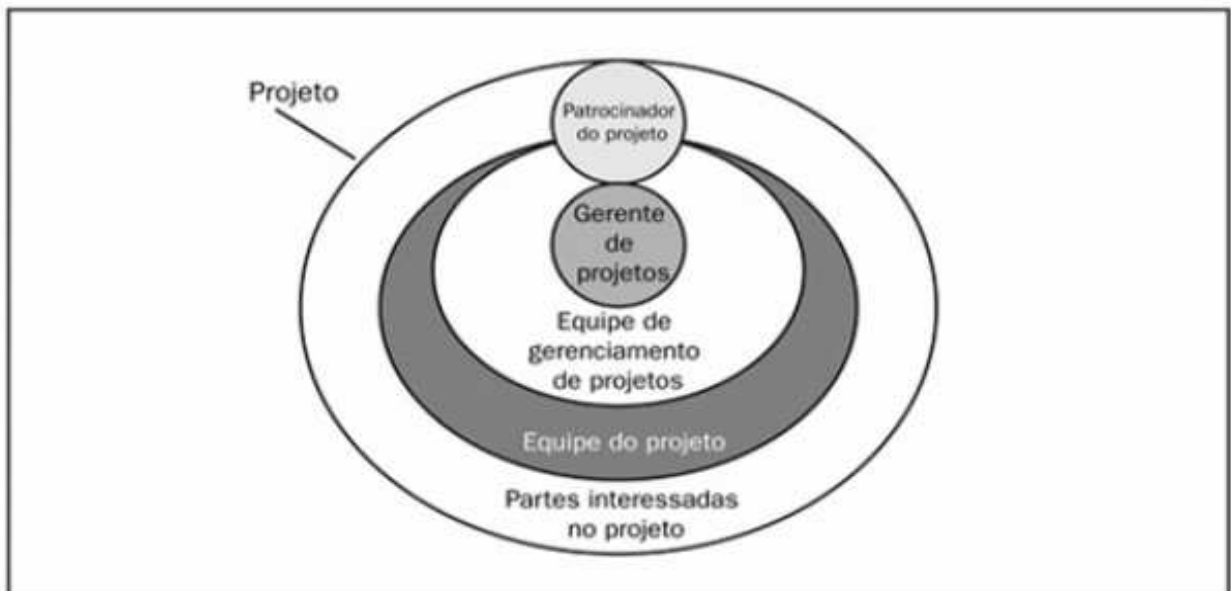 Projeto
Patrocinador
do projeto
Gerente
de
projetos
Equipe de
gerenciamento
de projetos
Equipe do projeto
Partes interessadas
no projeto